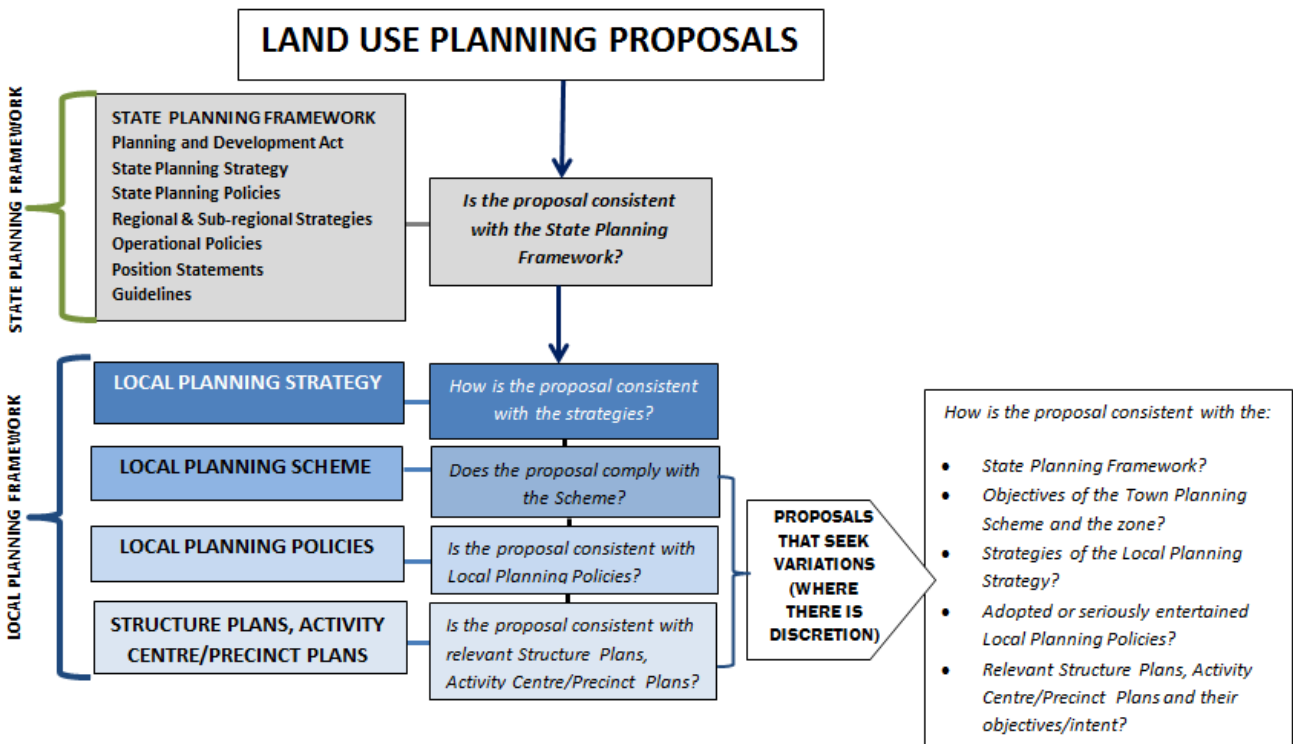 LAND USE PLANNING PROPOSALS
STATE PLANNING FRAMEWORK
STATE PLANNING FRAMEWORK
Planning and Development Act
State Planning Strategy
State Planning Policies
Regional & Sub-regional Strategies
Operational Policies
Position Statements
Guidelines
Is the proposal consistent
with the State Planning
Framework?
LOCAL PLANNING FRAMEWORK
LOCAL PLANNING STRATEGY
How is the proposal consistent
with the strategies?
LOCAL PLANNING SCHEME
Does the proposal comply with
the Scheme?
LOCAL PLANNING POLICIES
Is the proposal consistent with
Local Planning Policies?
STRUCTURE PLANS, ACTIVITY
CENTRE/PRECINCT PLANS
Is the proposal consistent with
relevant Structure Plans,
Activity Centre/Precinct Plans?
PROPOSALS
THAT SEEK
VARIATIONS
(WHERE
THERE IS
DISCRETION)
How is the proposal consistent with the:
• State Planning Framework?
• Objectives of the Town Planning
Scheme and the zone?
• Strategies of the Local Planning
Strategy?
• Adopted or seriously entertained
Local Planning Policies?
• Relevant Structure Plans, Activity
Centre/Precinct Plans and their
objectives/intent?